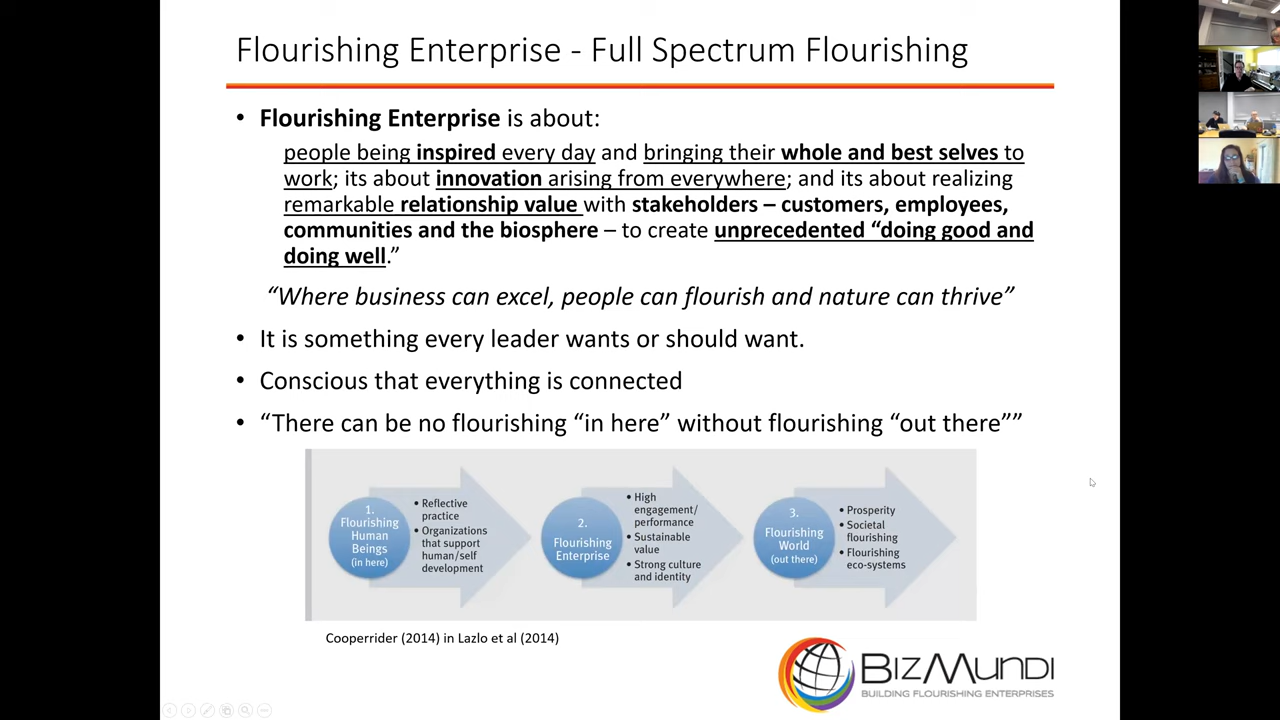 Flourishing Enterprise - Full Spectrum Flourishing
• Flourishing Enterprise is about:
people being inspired every day and bringing their whole and best selves to
work; its about innovation arising from everywhere; and its about realizing
remarkable relationship value with stakeholders – customers, employees,
communities and the biosphere – to create unprecedented “doing good and
doing well.”
“Where business can excel, people can flourish and nature can thrive”
• It is something every leader wants or should want.
• Conscious that everything is connected
• “There can be no flourishing “in here” without flourishing “out there””
1.
Flourishing
Human
Beings
(in here)
• Reflective
practice
• Organizations
that support
human/self
development
2.
Flourishing
Enterprise
• High
engagement/
performance
• Sustainable
value
• Strong culture
and identity
3.
Flourishing
World
(out there)
• Prosperity
• Societal
flourishing
• Flourishing
eco-systems
Cooperrider (2014) in Lazlo et al (2014)
BIZMUNDI
BUILDING FLOURISHING ENTERPRISES